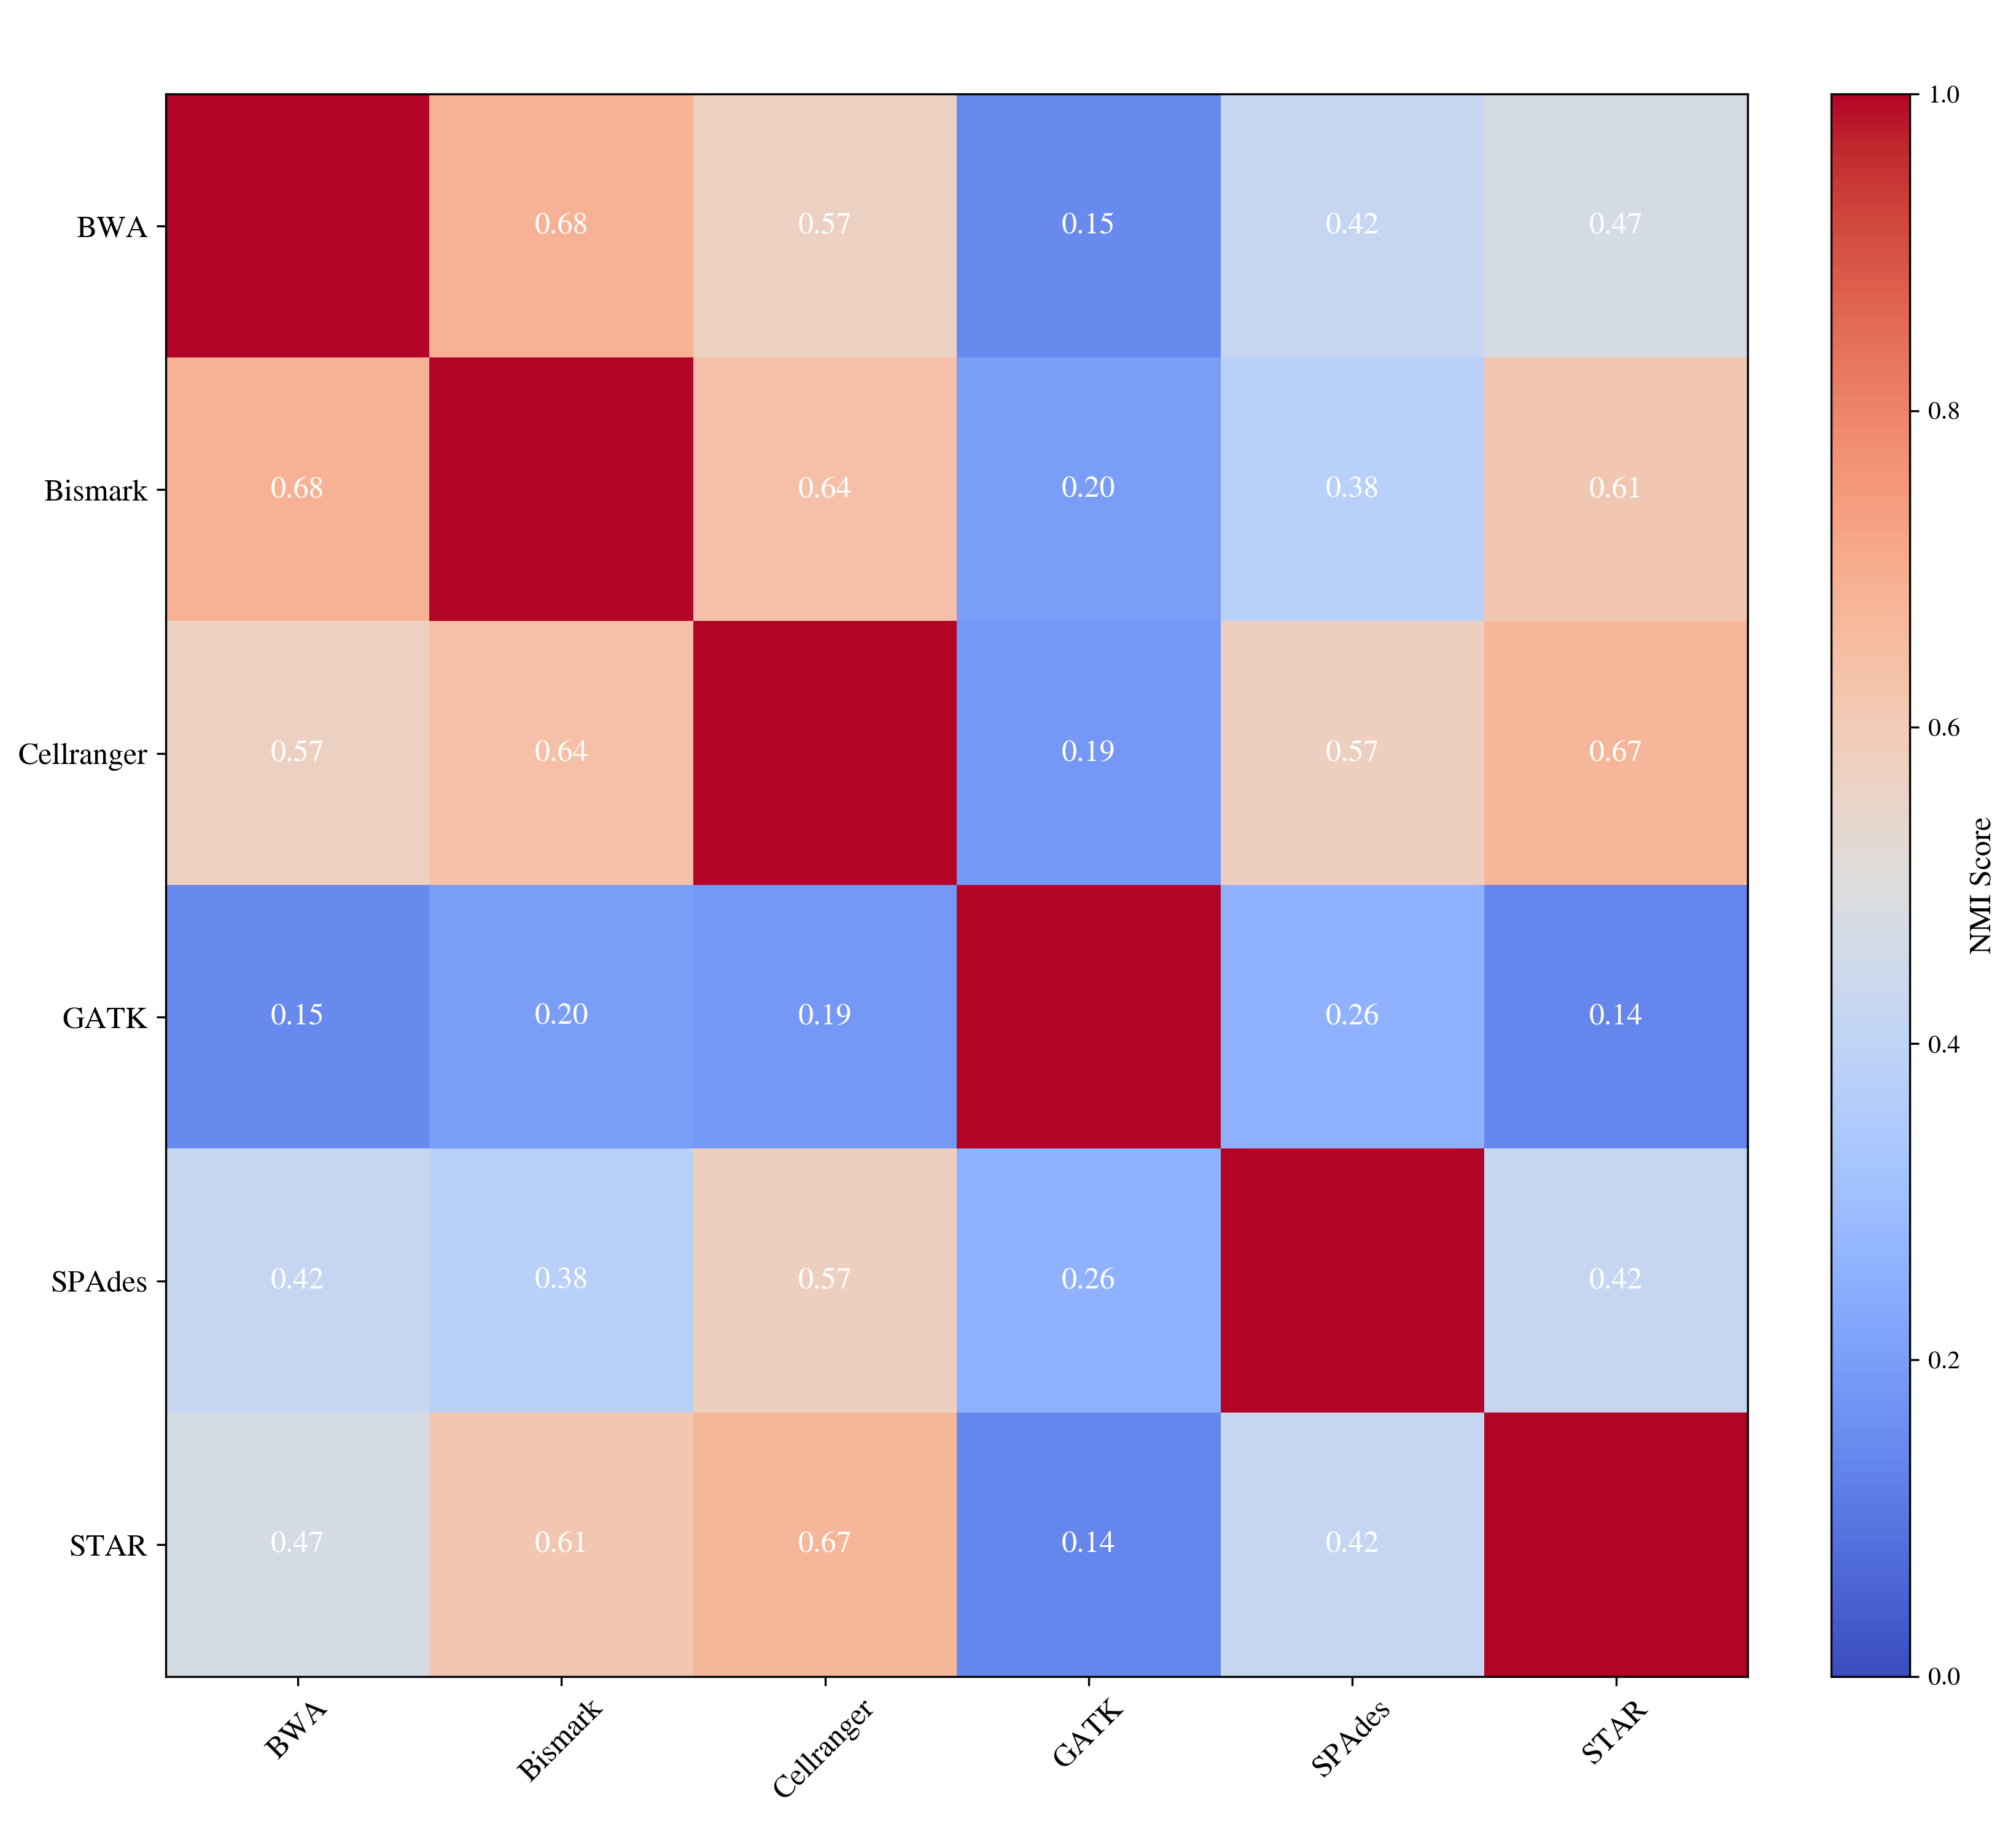 1.0
BWA 0.68 0.57 0.15 0.42 0.47
0.8
Bismark 0.68 0.64 0.20 0.38 0.61
0.6
Cellranger 0.57 0.64 0.19 0.57 0.67
NMI Score
GATK 0.15 0.20 0.19 0.26 0.14
0.4
SPAdes 0.42 0.38 0.57 0.26 0.42
0.2
STAR 0.47 0.61 0.67 0.14 0.42
0.0
BWA Bismark Cellranger GATK SPAdes STAR